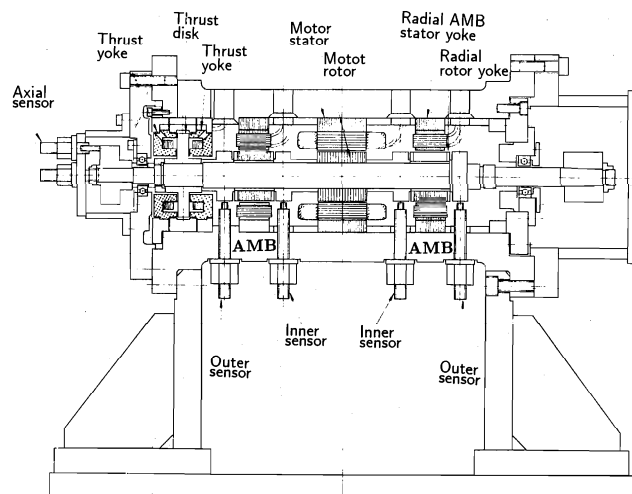 Thrust
disk
Thrust
yoke
Thrust
yoke
Motor
stator
Motot
rotor
Radial AMB
stator yoke
Radial
rotor yoke
Axial
sensor
AMB
AMB
Inner
sensor
Inner
sensor
Outer
sensor
Outer
sensor